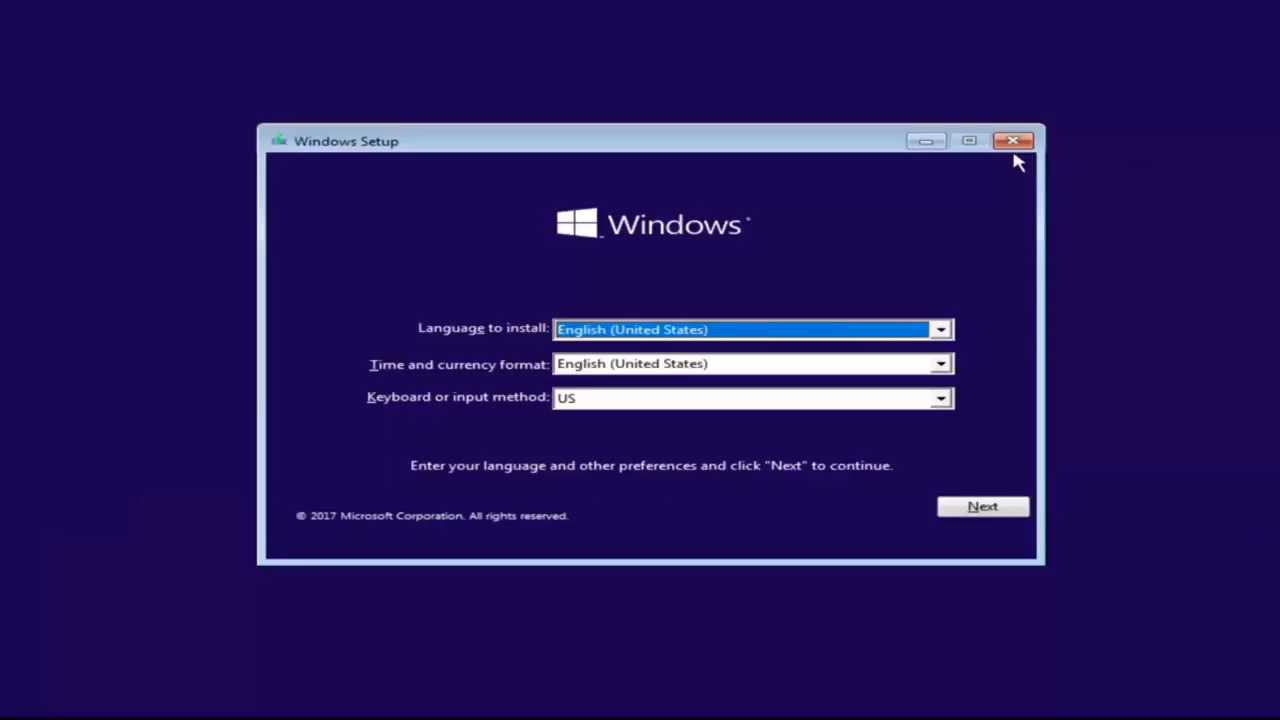 Windows Setup
Windows
Language to install: English (United States)
Time and currency format: English (United States)
Keyboard or input method: US
Enter your language and other preferences and click "Next" to continue.
© 2017 Microsoft Corporation. All rights reserved.
Next